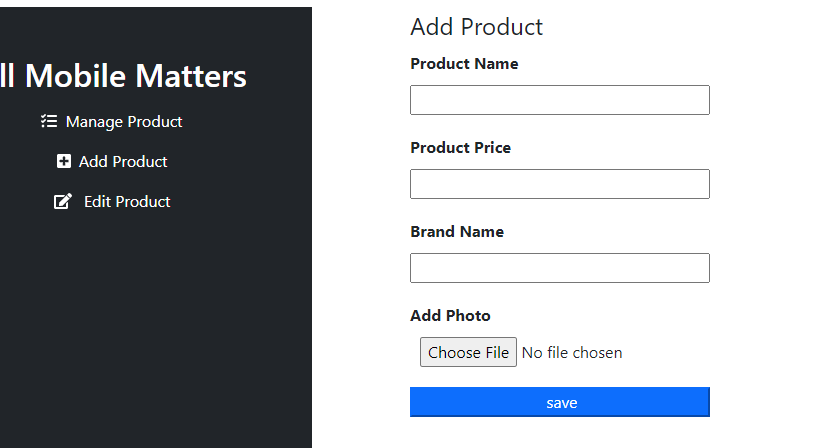 ll Mobile Matters
Manage Product
Add Product
Edit Product
Add Product
Product Name
Product Price
Brand Name
Add Photo
Choose File No file chosen
save